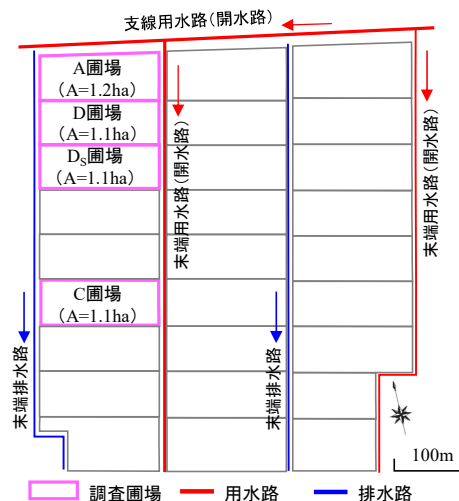 支線用水路(開水路)
A圃場
(A=1.2ha)
D圃場
(A=1.1ha)
DS圃場
(A=1.1ha)
C圃場
(A=1.1ha)
末端用水路(開水路)
末端用水路(開水路)
末端排水路
末端排水路
100m
調査圃場
用水路
排水路